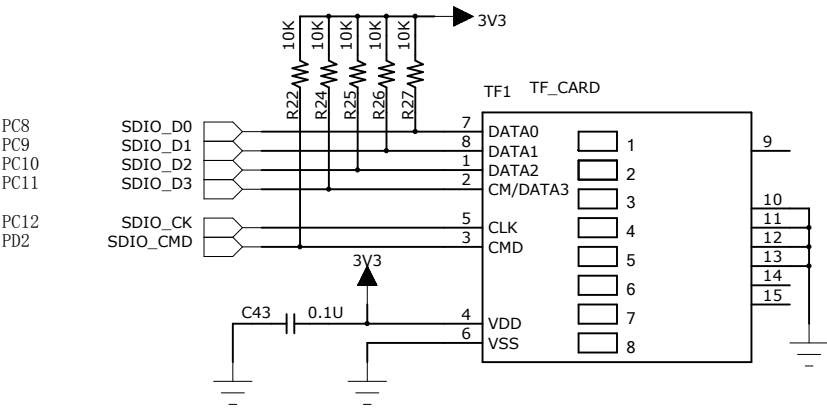 10K 10K 10K 10K 10K 3V3
R22 R24 R25 R26 R27
TF1 TF_CARD
PC8 SDIO_D0 7 DATA0 1
PC9 SDIO_D1 8 DATA1 9
PC10 SDIO_D2 1 DATA2 2
PC11 SDIO_D3 2 CM/DATA3 3
10
PC12 SDIO_CK 5 CLK 4 11
PD2 SDIO_CMD 3 CMD 12
3V3 5 13
6 14
15
C43 0.1U 4 VDD 7
6 VSS 8